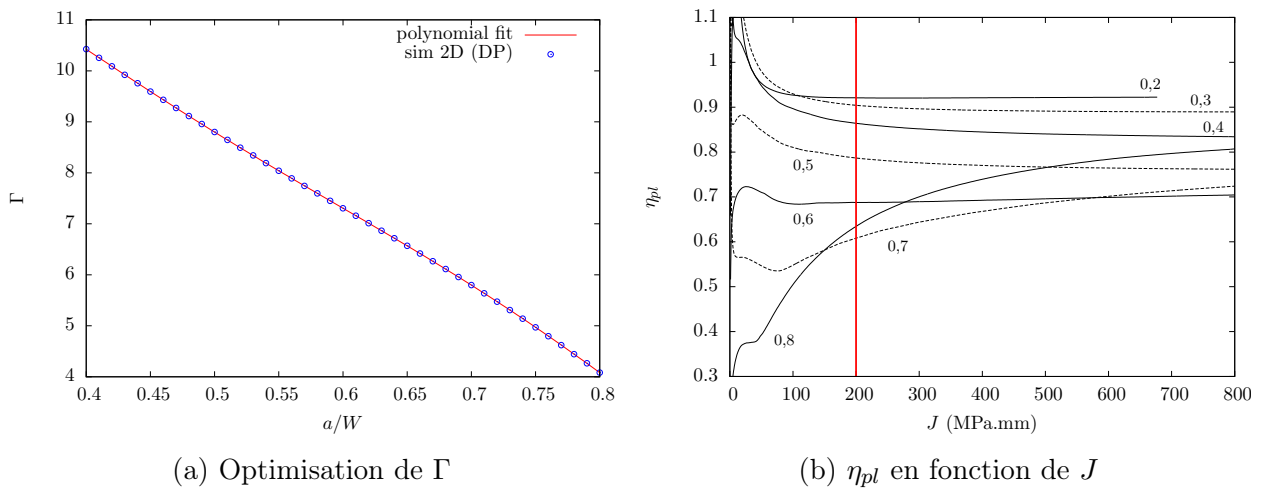 11
10
9
8
7
6
5
4
Γ
0.4 0.45 0.5 0.55 0.6 0.65 0.7 0.75 0.8
a/W
polynomial fit
sim 2D (DP)
(a) Optimisation de Γ
1.1
1
0.9
0.8
0.7
0.6
0.5
0.4
0.3
η_pl
0 100 200 300 400 500 600 700 800
J (MPa.mm)
0,2
0,3
0,4
0,5
0,6
0,7
0,8
(b) η_pl en fonction de J